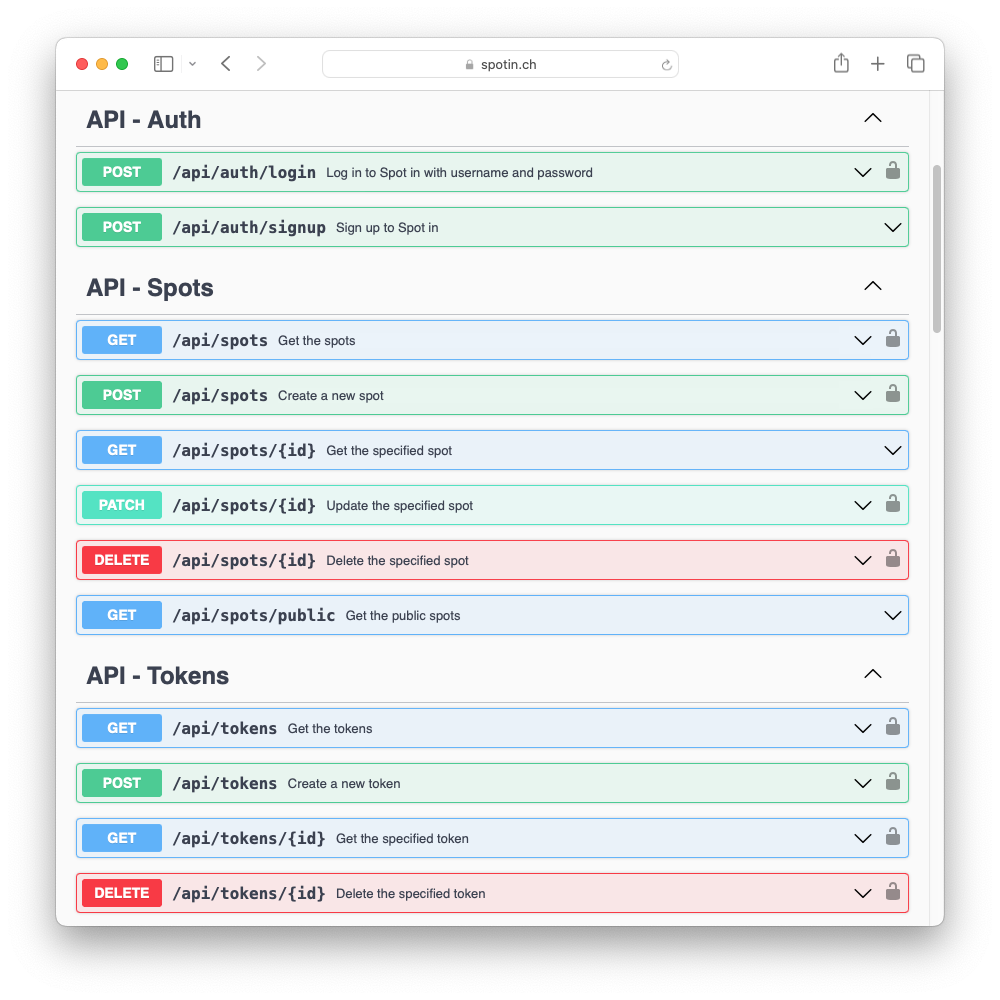 spotin.ch
API - Auth
POST /api/auth/login Log in to Spot in with username and password
POST /api/auth/signup Sign up to Spot in
API - Spots
GET /api/spots Get the spots
POST /api/spots Create a new spot
GET /api/spots/{id} Get the specified spot
PATCH /api/spots/{id} Update the specified spot
DELETE /api/spots/{id} Delete the specified spot
GET /api/spots/public Get the public spots
API - Tokens
GET /api/tokens Get the tokens
POST /api/tokens Create a new token
GET /api/tokens/{id} Get the specified token
DELETE /api/tokens/{id} Delete the specified token